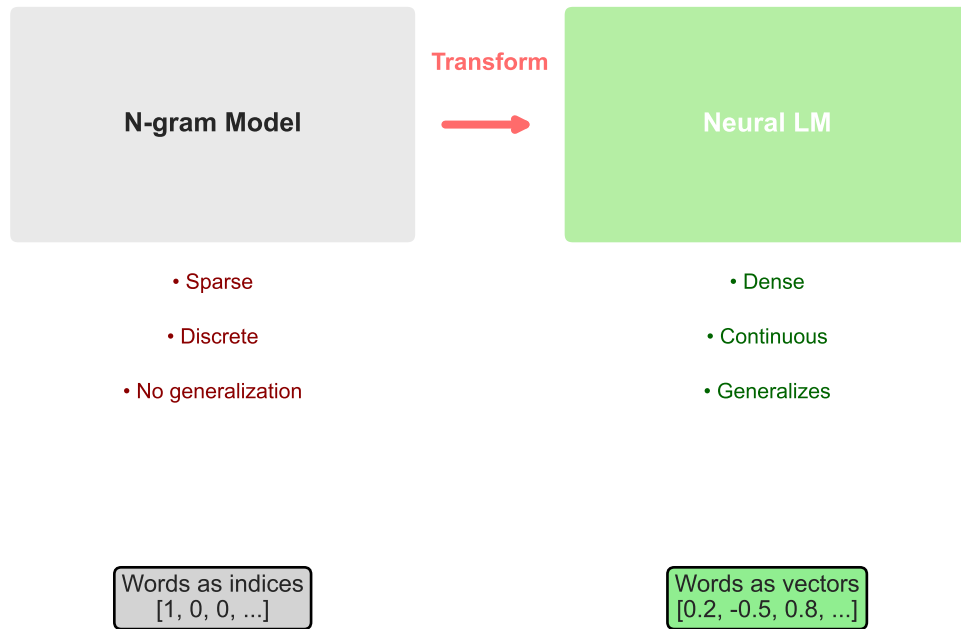 N-gram Model
Transform
Neural LM
• Sparse
• Discrete
• No generalization
• Dense
• Continuous
• Generalizes
Words as indices
[1, 0, 0, ...]
Words as vectors
[0.2, -0.5, 0.8, ...]